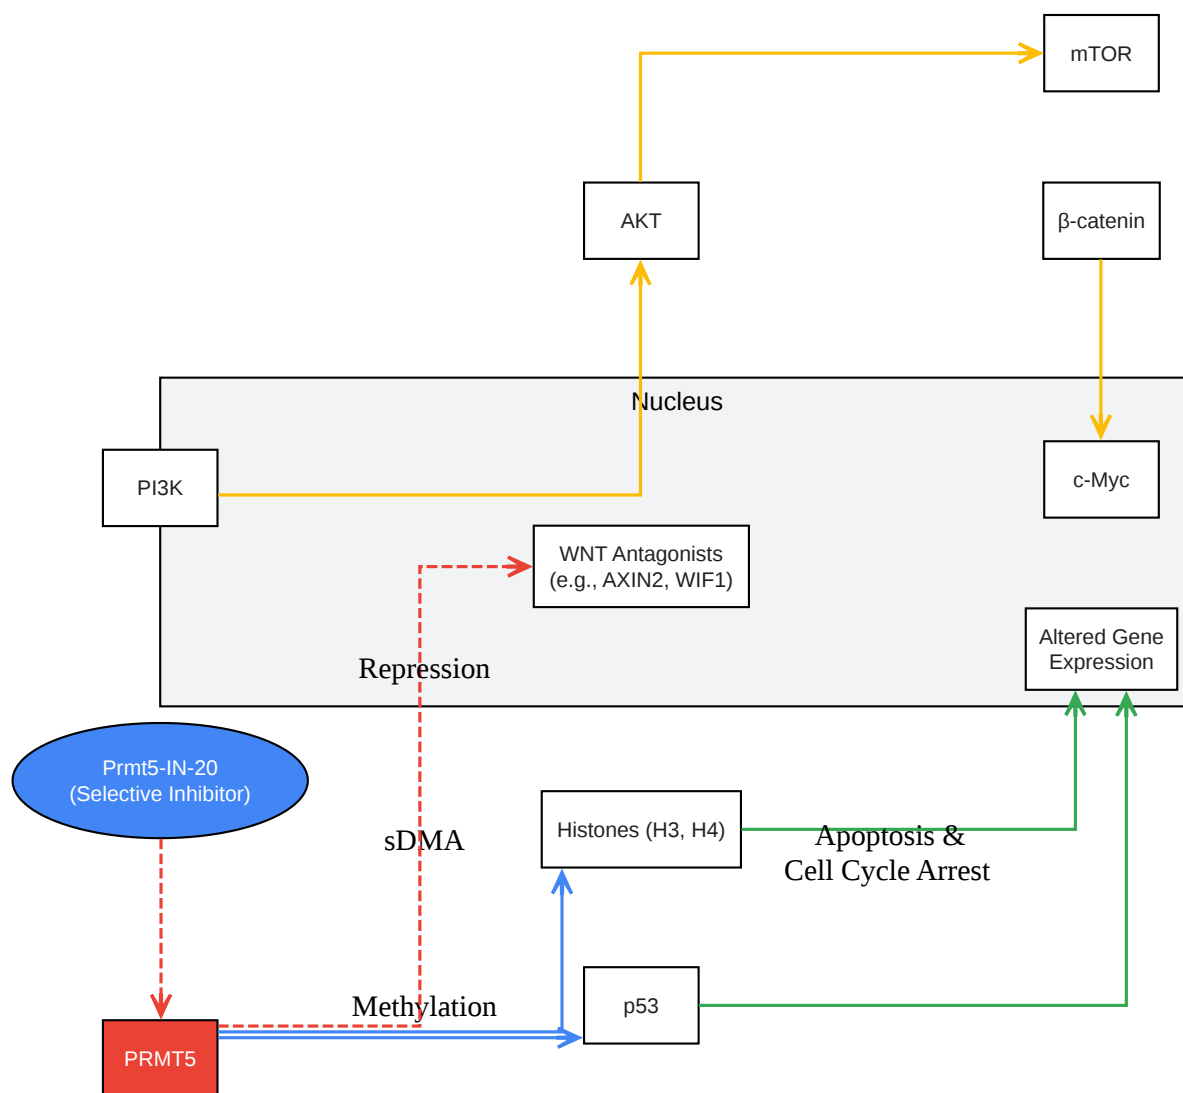 mTOR
AKT
β-catenin
Nucleus
PI3K
c-Myc
WNT Antagonists
(e.g., AXIN2, WIF1)
Altered Gene
Expression
Repression
Prmt5-IN-20
(Selective Inhibitor)
sDMA
Histones (H3, H4)
Apoptosis &
Cell Cycle Arrest
Methylation
p53
PRMT5